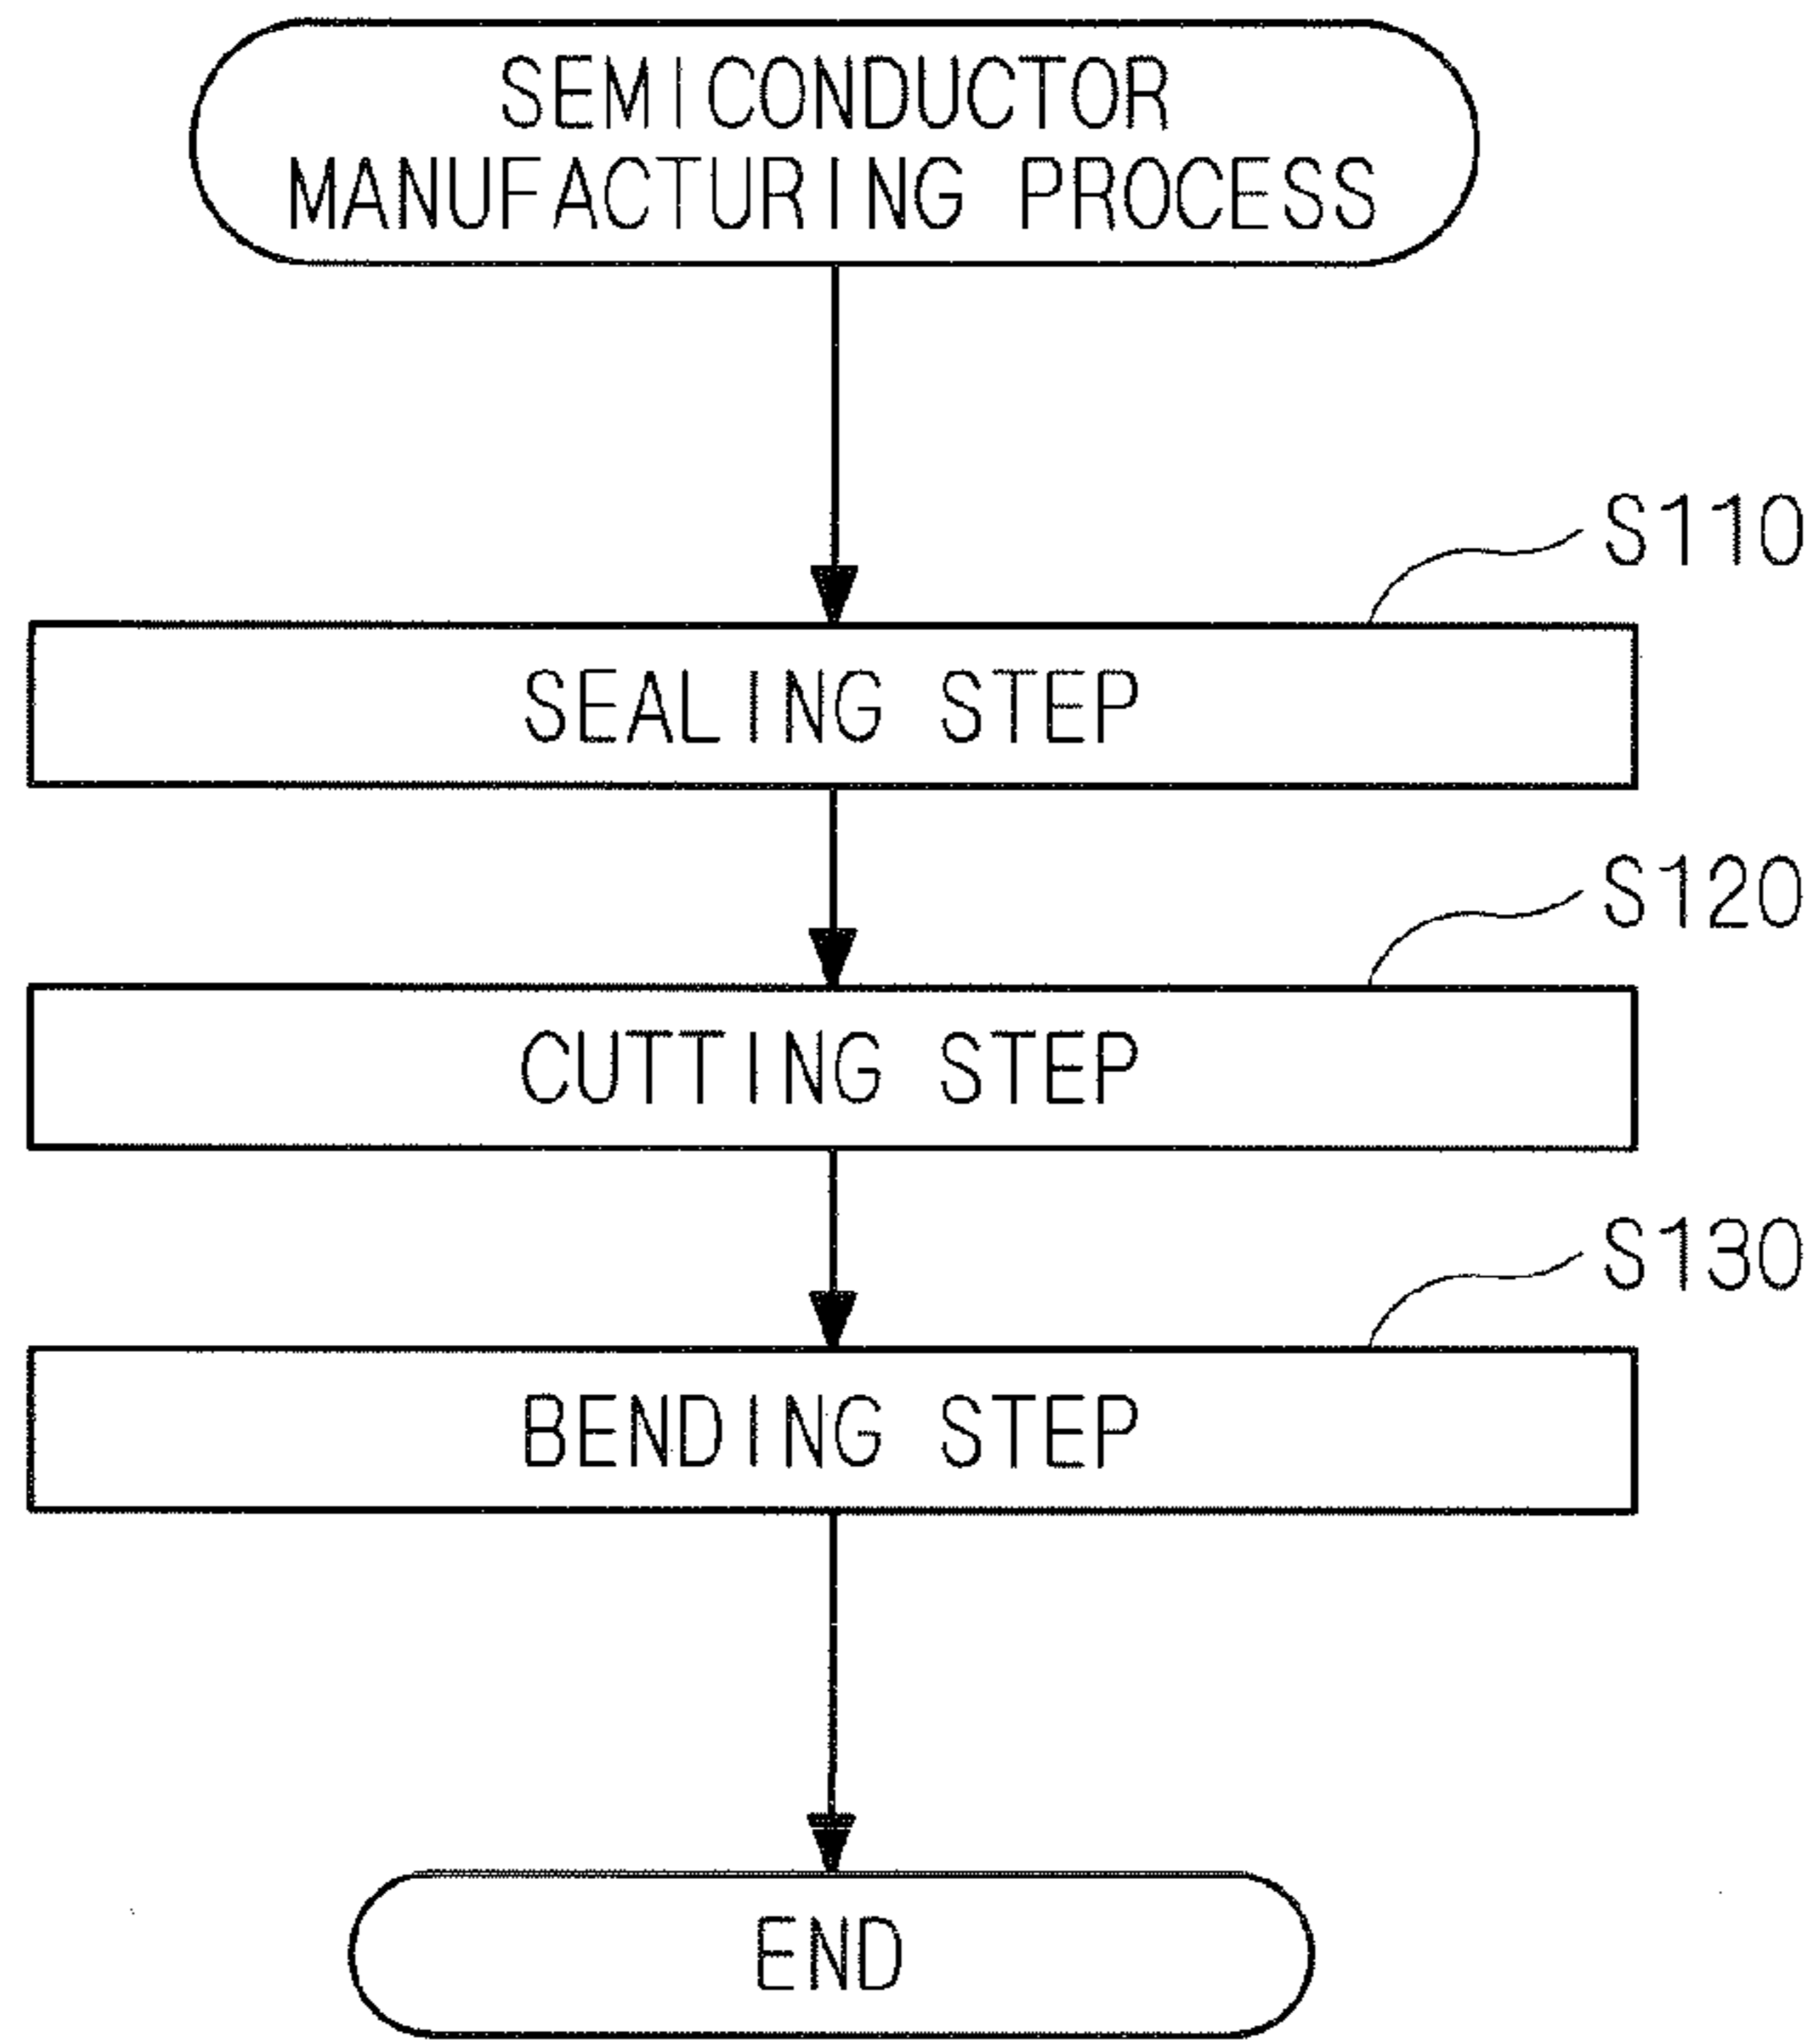 SEMICONDUCTOR
MANUFACTURING PROCESS
S110
SEALING STEP
S120
CUTTING STEP
S130
BENDING STEP
END